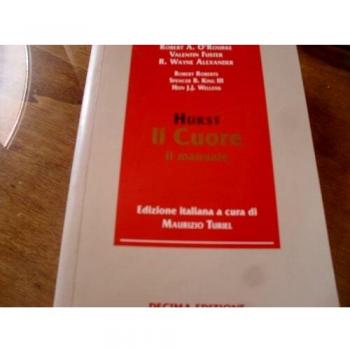 ROBERT A. O'ROURKE
VALENTIN FUSTER
R. WAYNE ALEXANDER
ROBERT ROBERTS
SPENCER B. KING III
HEIN J.J. WELLENS
HURST
Il Cuore
il manuale
Edizione italiana a cura di
MAURIZIO TURIEL
DECIMA EDIZIONE